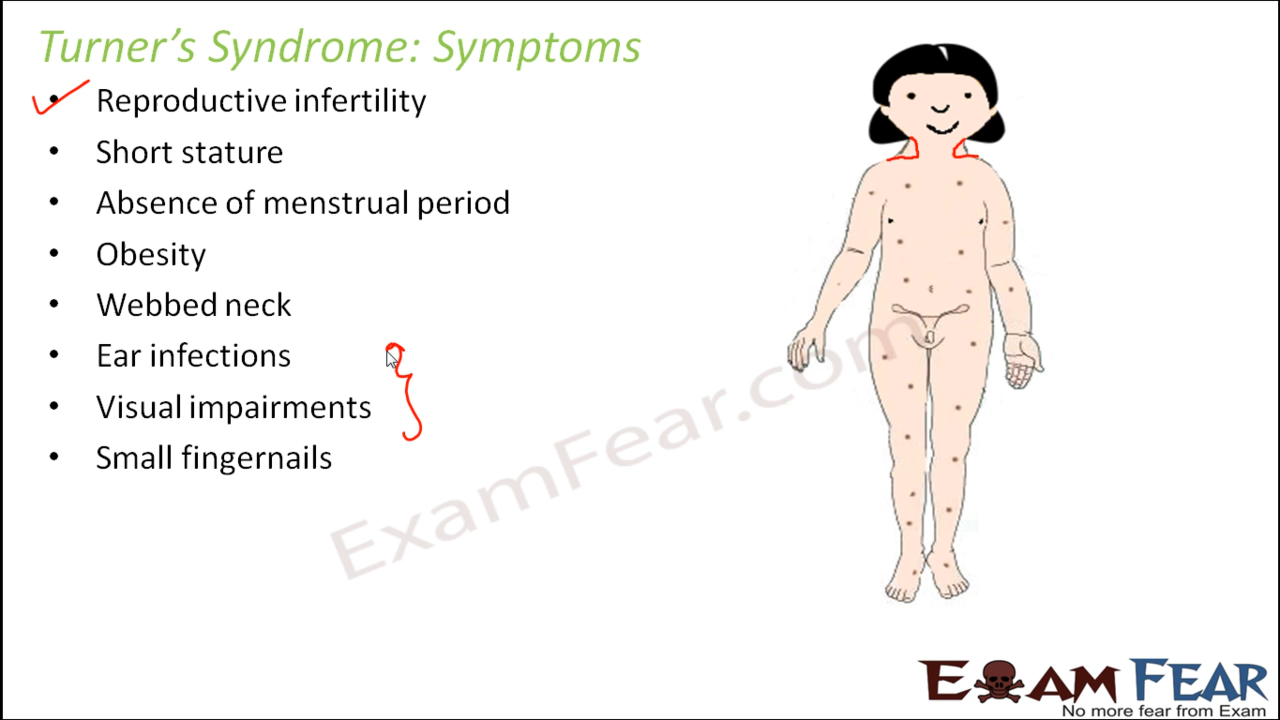 Turner's Syndrome: Symptoms
• Reproductive infertility
• Short stature
• Absence of menstrual period
• Obesity
• Webbed neck
• Ear infections
• Visual impairments
• Small fingernails
ExamFear.com
EXAM FEAR
No more fear from Exam